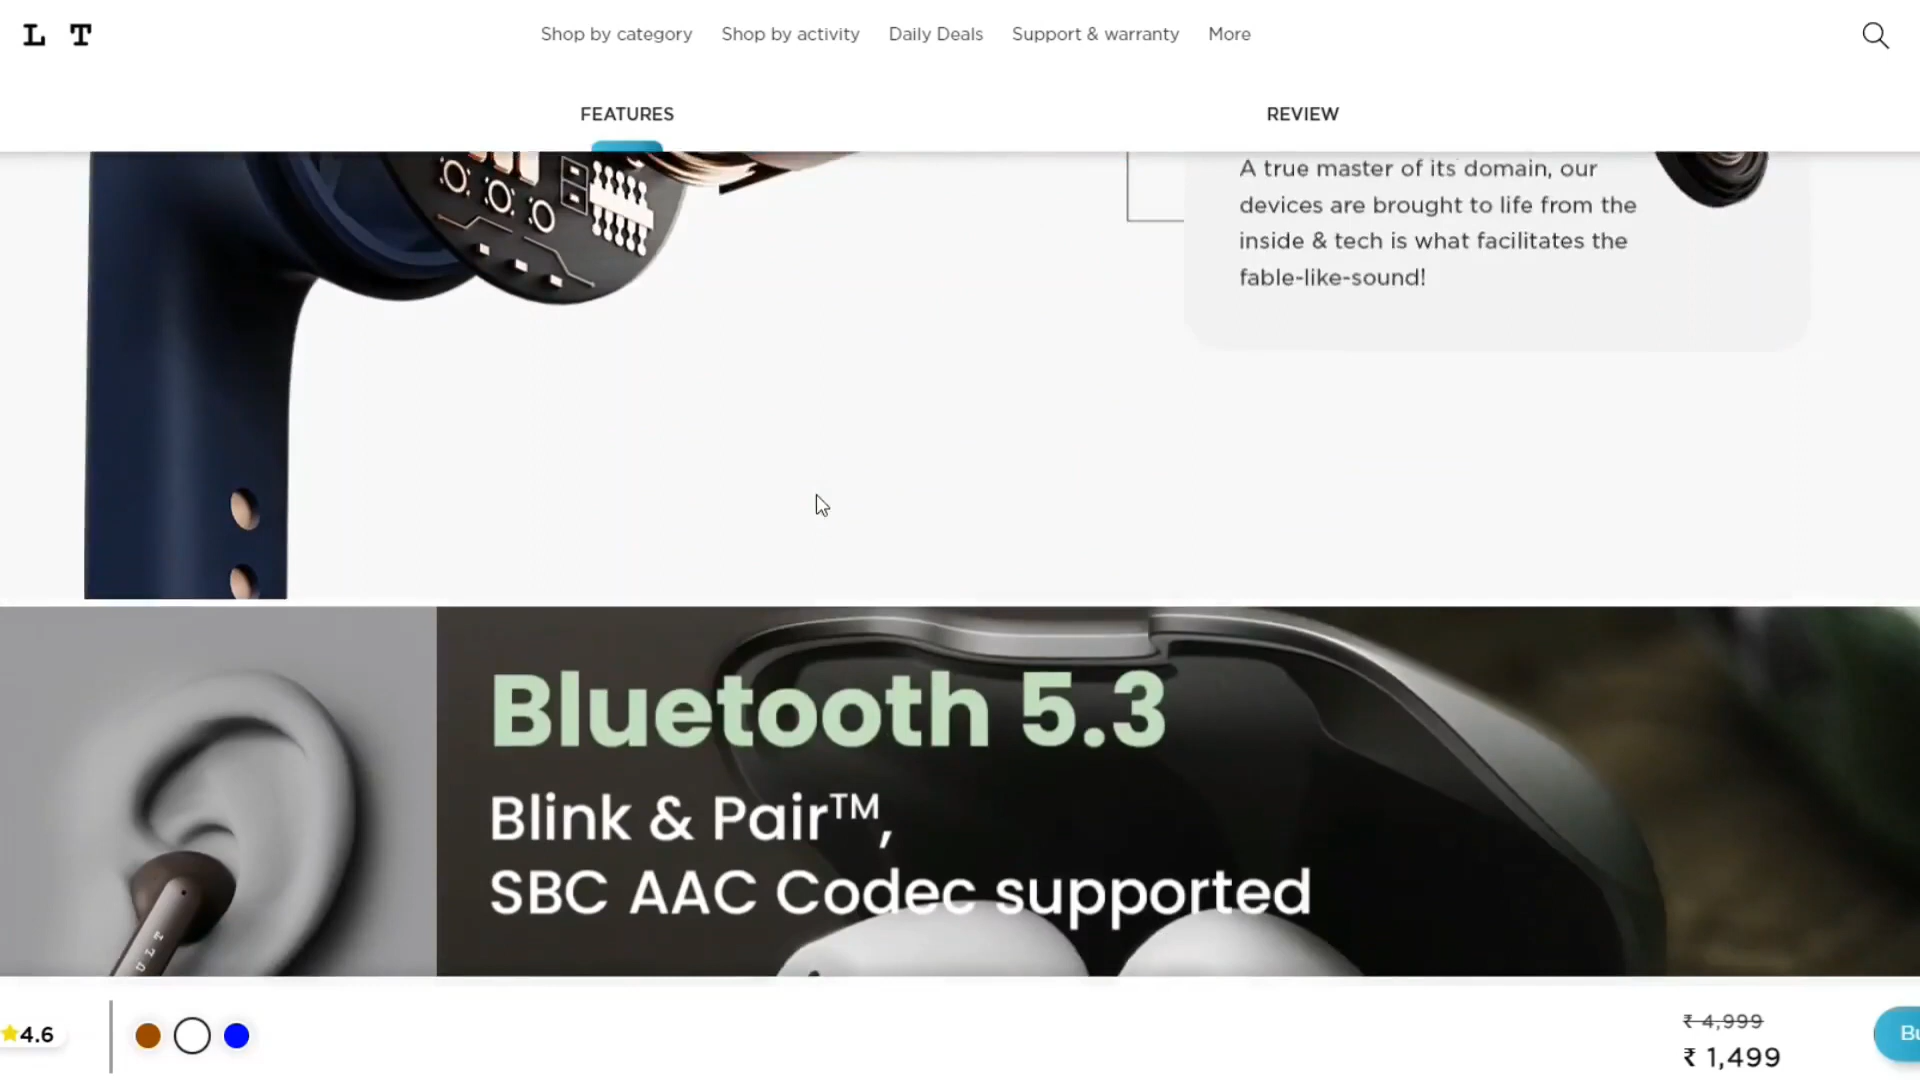 L T
Shop by category Shop by activity Daily Deals Support & warranty More
FEATURES REVIEW
A true master of its domain, our
devices are brought to life from the
inside & tech is what facilitates the
fable-like-sound!
Bluetooth 5.3
Blink & Pair™,
SBC AAC Codec supported
U L T
4.6
₹ 4,999
₹ 1,499
Bu